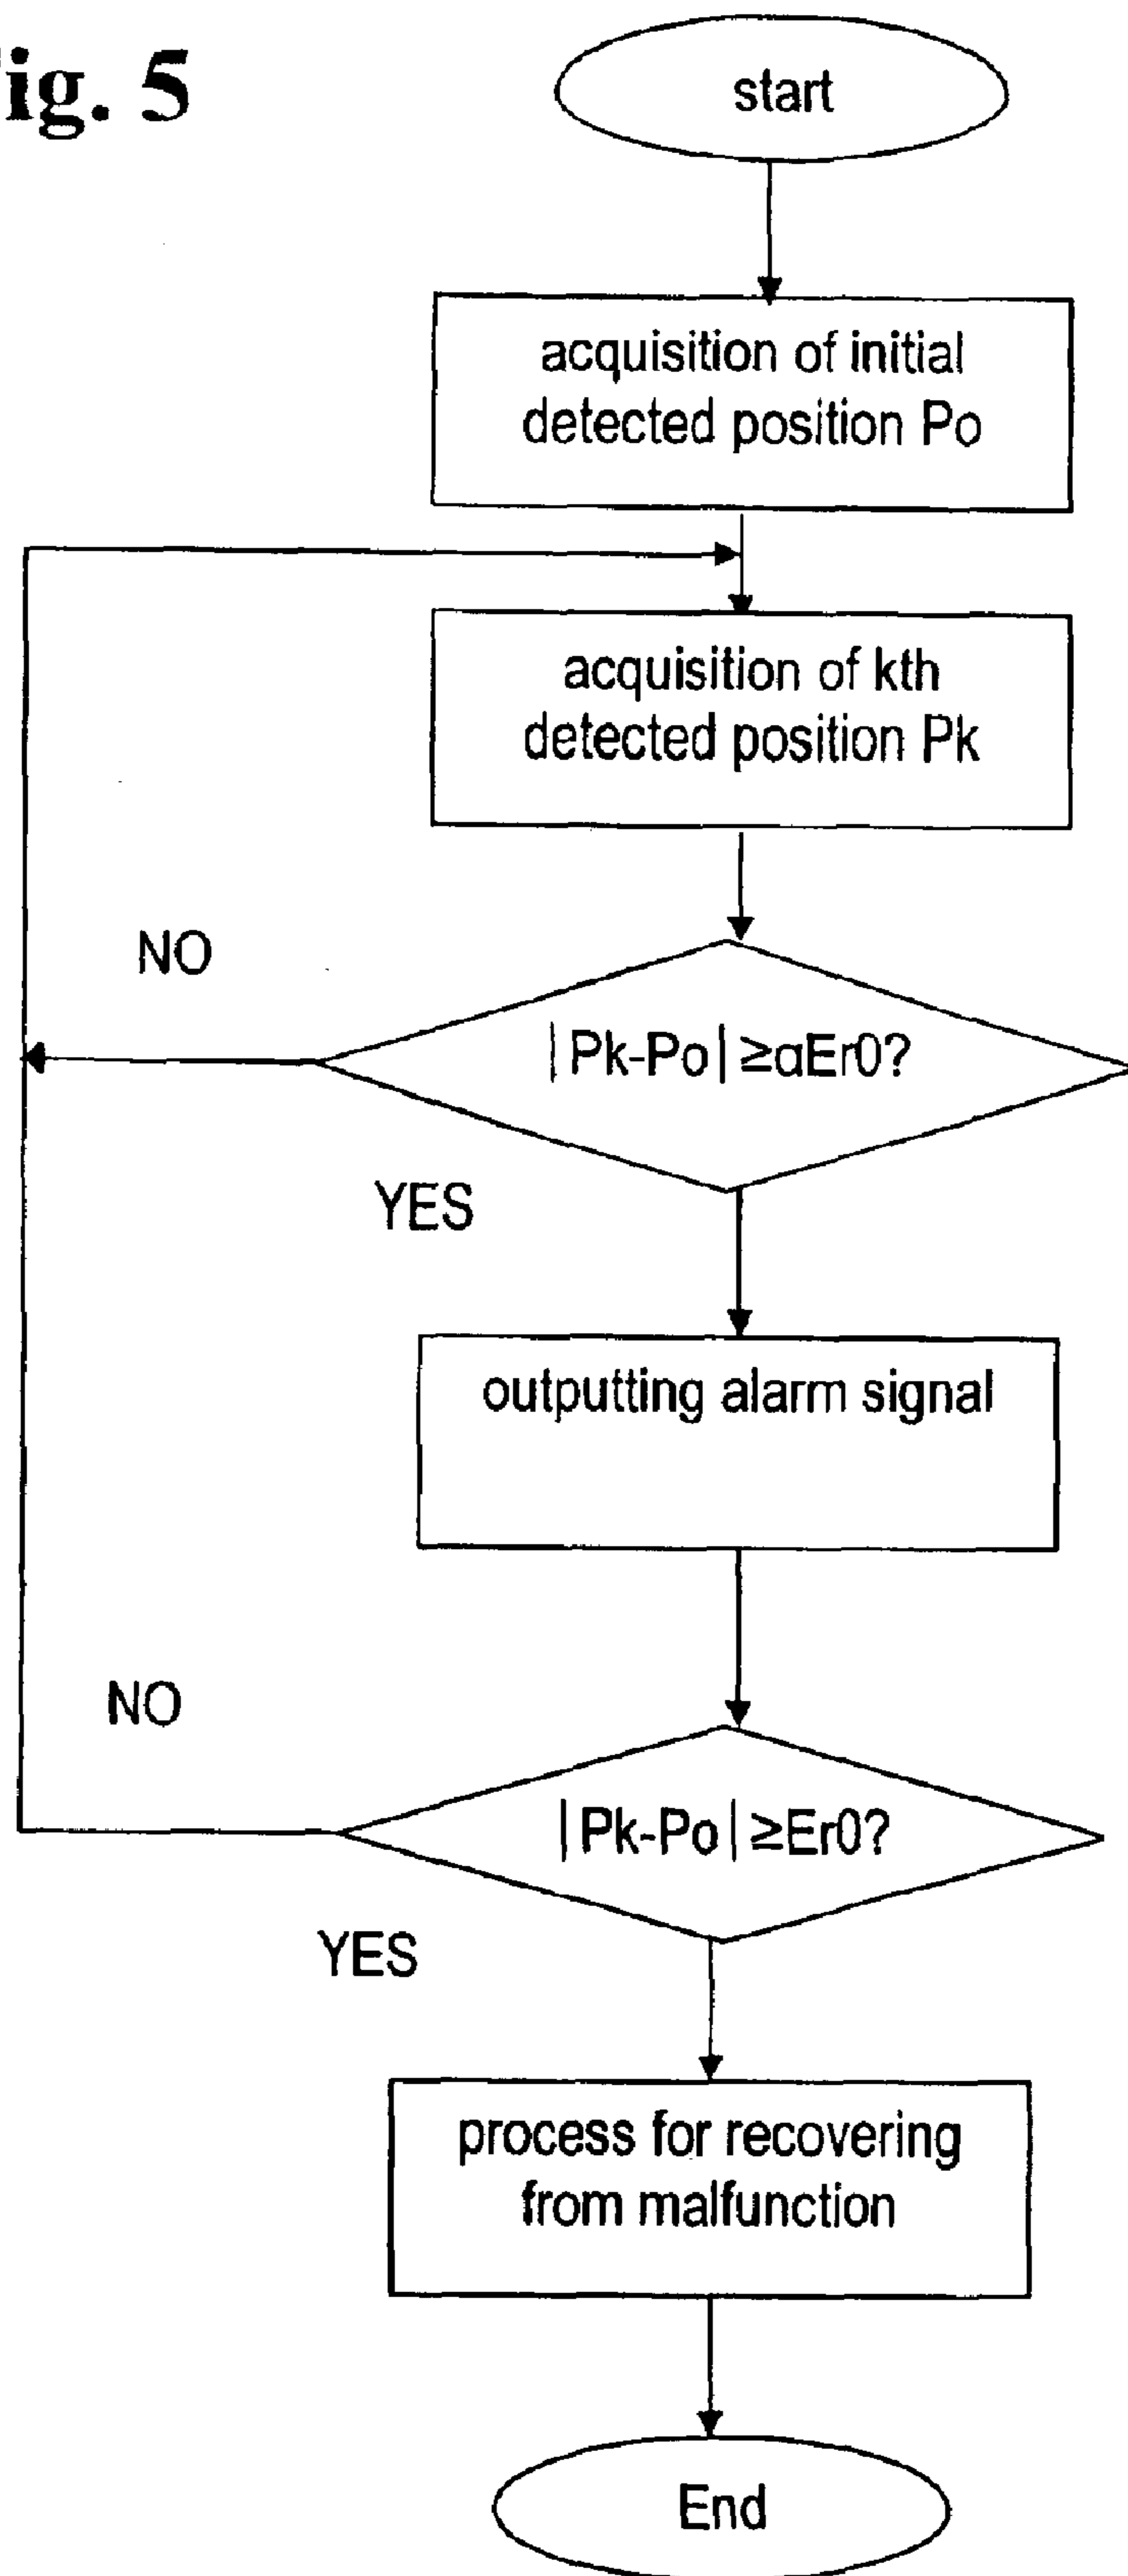 ig. 5
start
acquisition of initial
detected position Po
acquisition of kth
detected position Pk
NO
|Pk-Po|≥αEr0?
YES
outputting alarm signal
NO
|Pk-Po|≥Er0?
YES
process for recovering
from malfunction
End